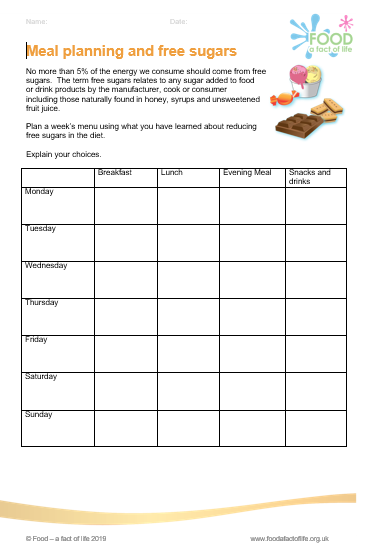 Name:
Date:
FOOD
a fact of life
Meal planning and free sugars
No more than 5% of the energy we consume should come from free
sugars.  The term free sugars relates to any sugar added to food
or drink products by the manufacturer, cook or consumer
including those naturally found in honey, syrups and unsweetened
fruit juice.
Plan a week's menu using what you have learned about reducing
free sugars in the diet.
Explain your choices.
Breakfast
Lunch
Evening Meal
Snacks and
drinks
Monday
Tuesday
Wednesday
Thursday
Friday
Saturday
Sunday
© Food – a fact of life 2019
www.foodafactoflife.org.uk